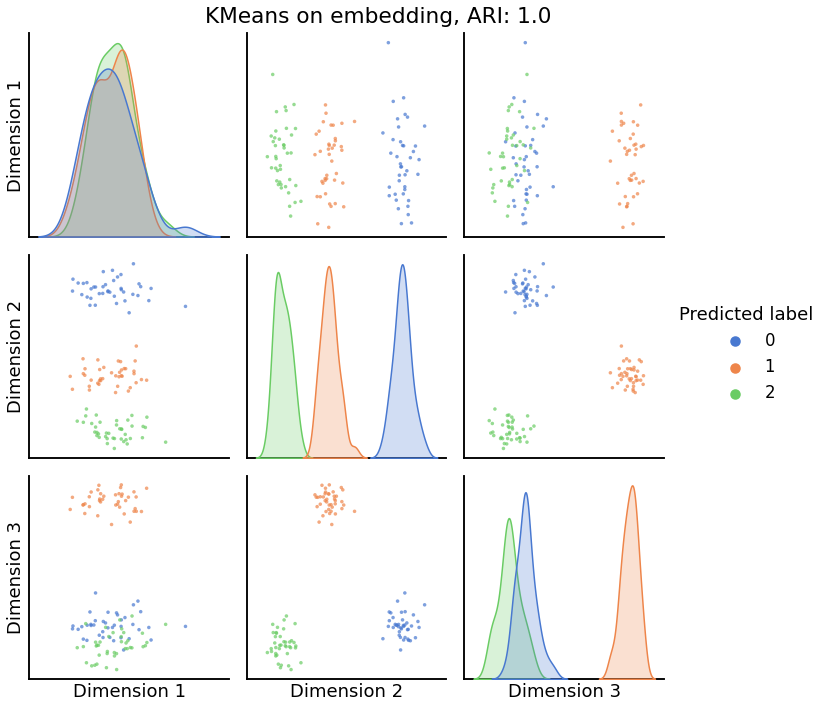 KMeans on embedding, ARI: 1.0
Dimension 1
Dimension 2
Dimension 3
Dimension 1
Dimension 2
Dimension 3
Predicted label
0
1
2